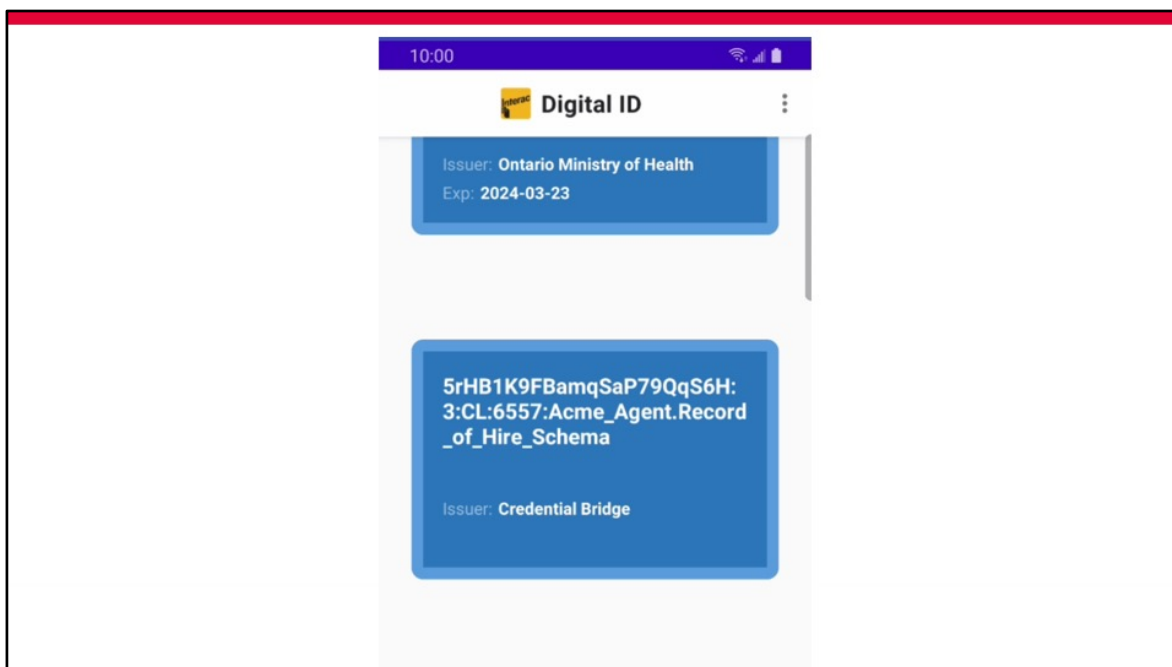 10:00
Interac
Digital ID
Issuer: Ontario Ministry of Health
Exp: 2024-03-23
5rHB1K9FBamqSaP79QqS6H:
3:CL:6557:Acme_Agent.Record
_of_Hire_Schema
Issuer: Credential Bridge